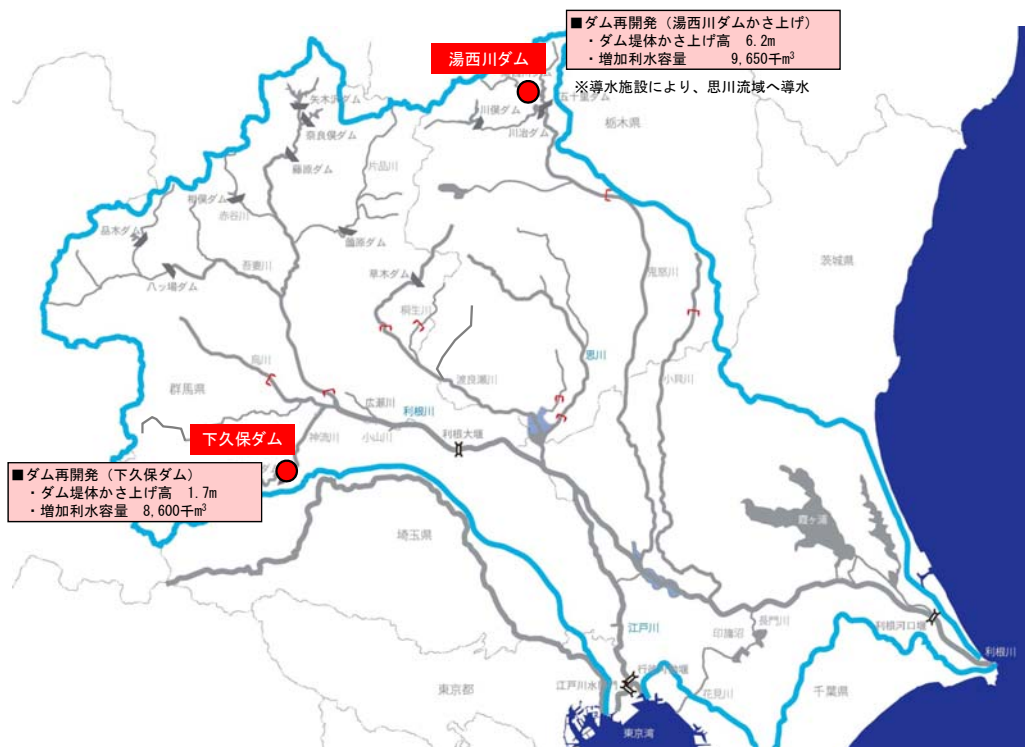 ■ダム再開発（湯西川ダムかさ上げ）
・ダム堤体かさ上げ高　6.2m
・増加利水容量　9,650千m³
※導水施設により、思川流域へ導水
湯西川ダム
五十里ダム
川俣ダム
川治ダム
栃木県
矢木沢ダム
奈良俣ダム
藤原ダム
片品川
相俣ダム
赤谷川
品木ダム
薗原ダム
吾妻川
八ッ場ダム
草木ダム
桐生川
鬼怒川
茨城県
思川
小貝川
渡良瀬川
烏川
群馬県
広瀬川
利根川
利根大堰
神流川
小山川
下久保ダム
■ダム再開発（下久保ダム）
・ダム堤体かさ上げ高　1.7m
・増加利水容量　8,600千m³
埼玉県
霞ヶ浦
江戸川
印旛沼
長門川
利根河口堰
利根川
東京都
江戸川水
門
花見川
千葉県
東京湾